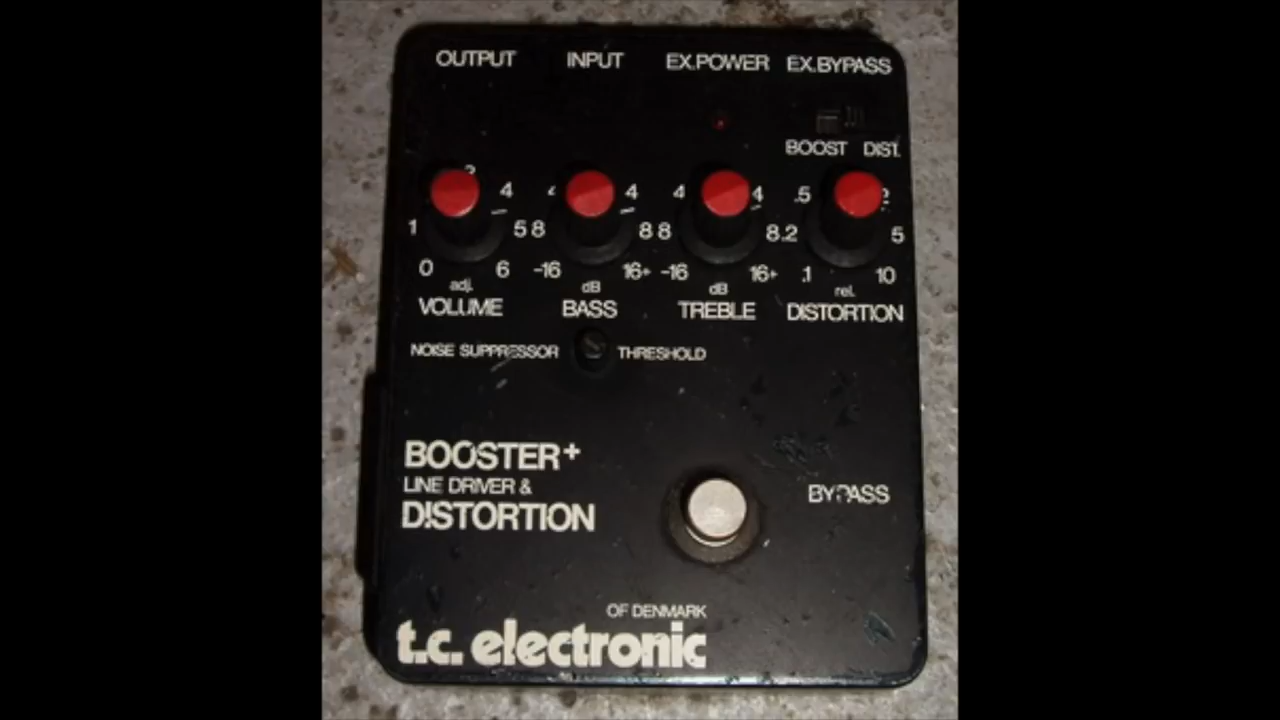 OUTPUT INPUT EX.POWER EX.BYPASS
BOOST DIST.
1 4 5 0 6
8 4 8 -16 16+
4 4 8 8 -16 16+
.5 .2 5 .1 10
adj. dB dB rel.
VOLUME BASS TREBLE DISTORTION
NOISE SUPPRESSOR THRESHOLD
BOOSTER+
LINE DRIVER &
DISTORTION
BYPASS
OF DENMARK
t.c. electronic